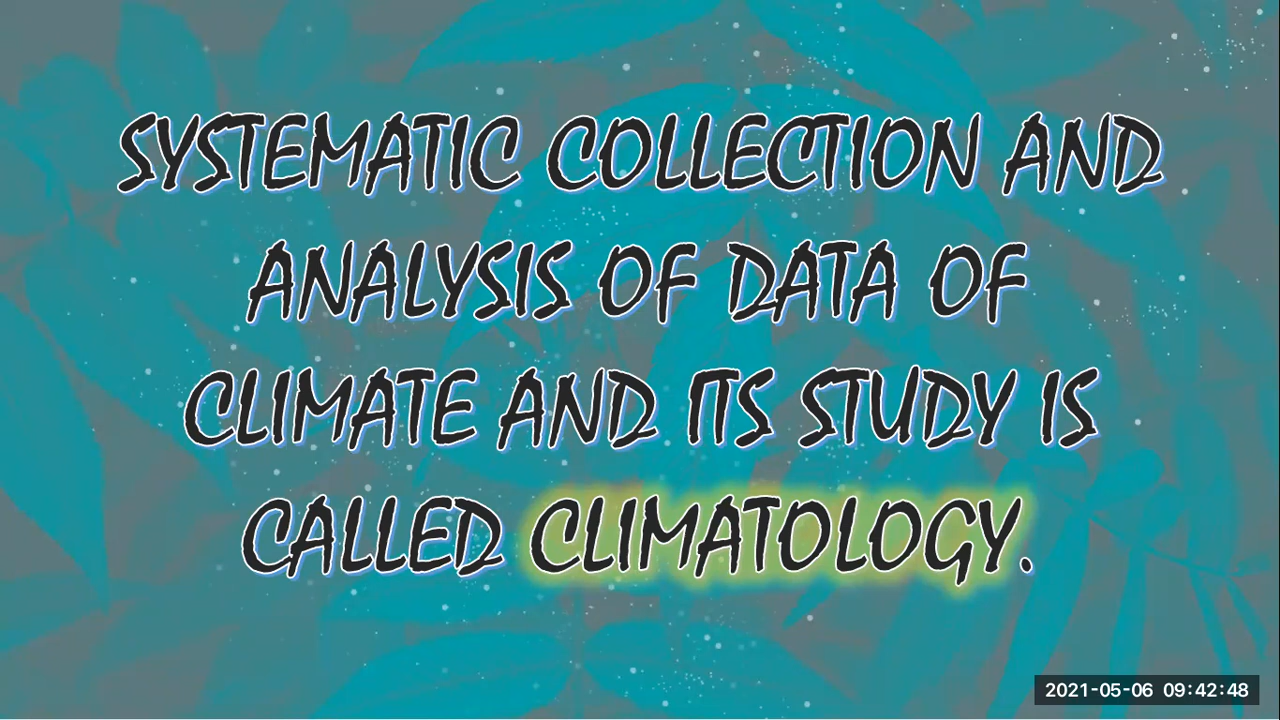 SYSTEMATIC COLLECTION AND
ANALYSIS OF DATA OF
CLIMATE AND ITS STUDY IS
CALLED CLIMATOLOGY.
2021-05-06 09:42:48